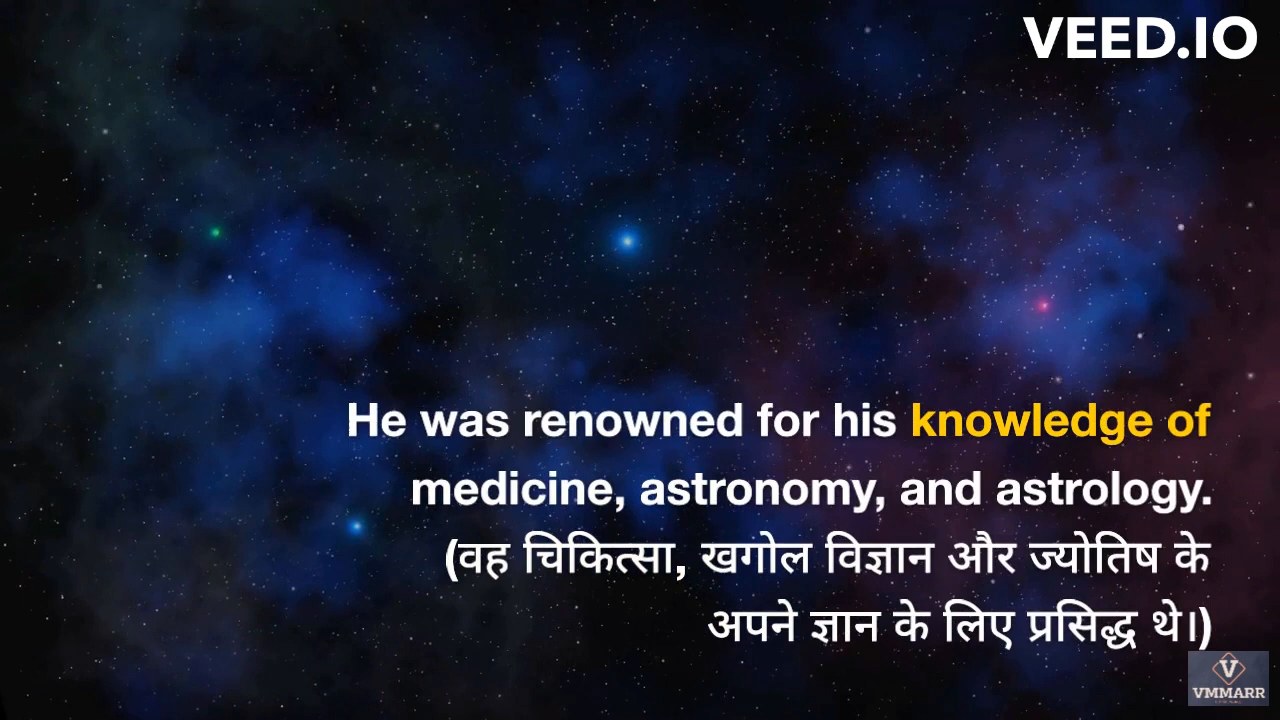 VEED.IO
He was renowned for his knowledge of
medicine, astronomy, and astrology.
(वह चिकित्सा, खगोल विज्ञान और ज्योतिष के
अपने ज्ञान के लिए प्रसिद्ध थे।)
V
VMMARR